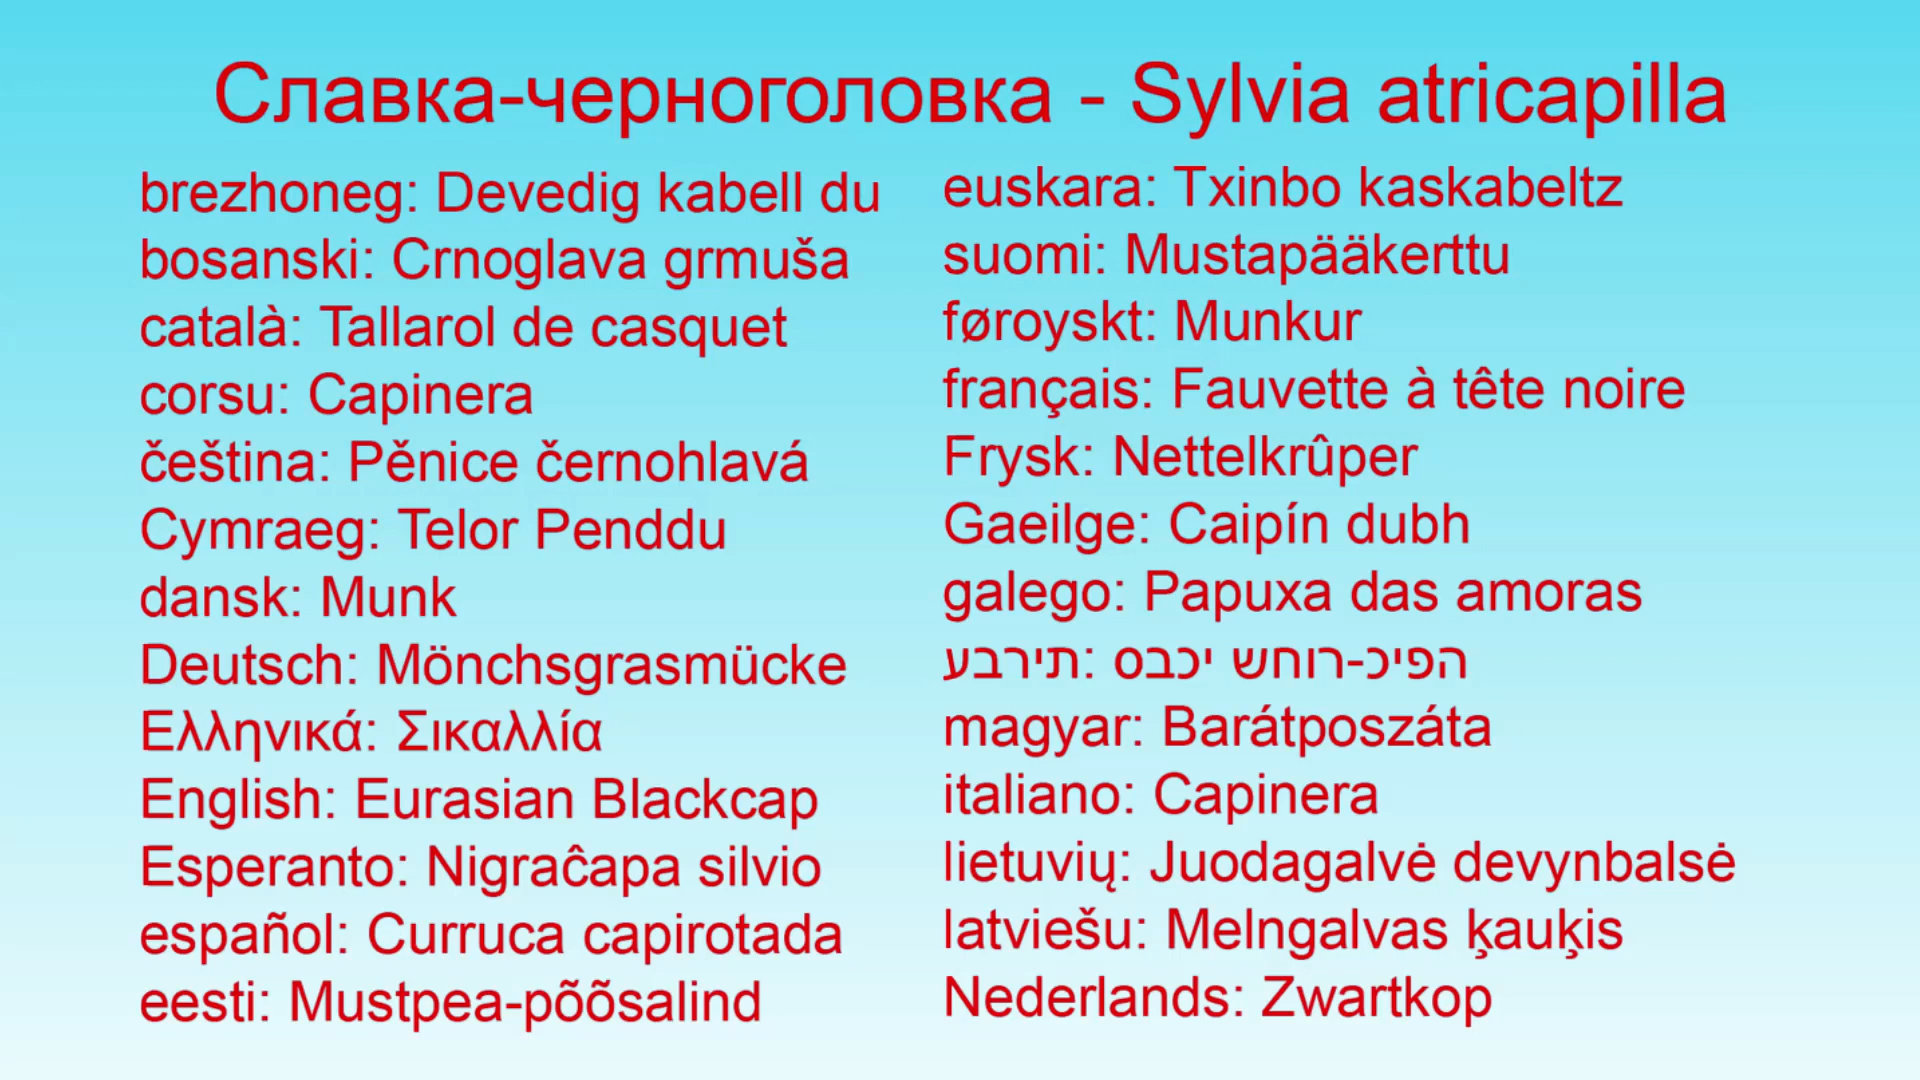 Славка-черноголовка - Sylvia atricapilla
brezhoneg: Devedig kabell du
bosanski: Crnoglava grmuša
català: Tallarol de casquet
corsu: Capinera
čeština: Pěnice černohlavá
Cymraeg: Telor Penddu
dansk: Munk
Deutsch: Mönchsgrasmücke
Ελληνικά: Σικαλλία
English: Eurasian Blackcap
Esperanto: Nigraĉapa silvio
español: Curruca capirotada
eesti: Mustpea-põõsalind
euskara: Txinbo kaskabeltz
suomi: Mustapääkerttu
føroyskt: Munkur
français: Fauvette à tête noire
Frysk: Nettelkrûper
Gaeilge: Caipín dubh
galego: Papuxa das amoras
עברית: סבכי שחור-כיפה
magyar: Barátposzáta
italiano: Capinera
lietuvių: Juodagalvė devynbalsė
latviešu: Melngalvas ķauķis
Nederlands: Zwartkop